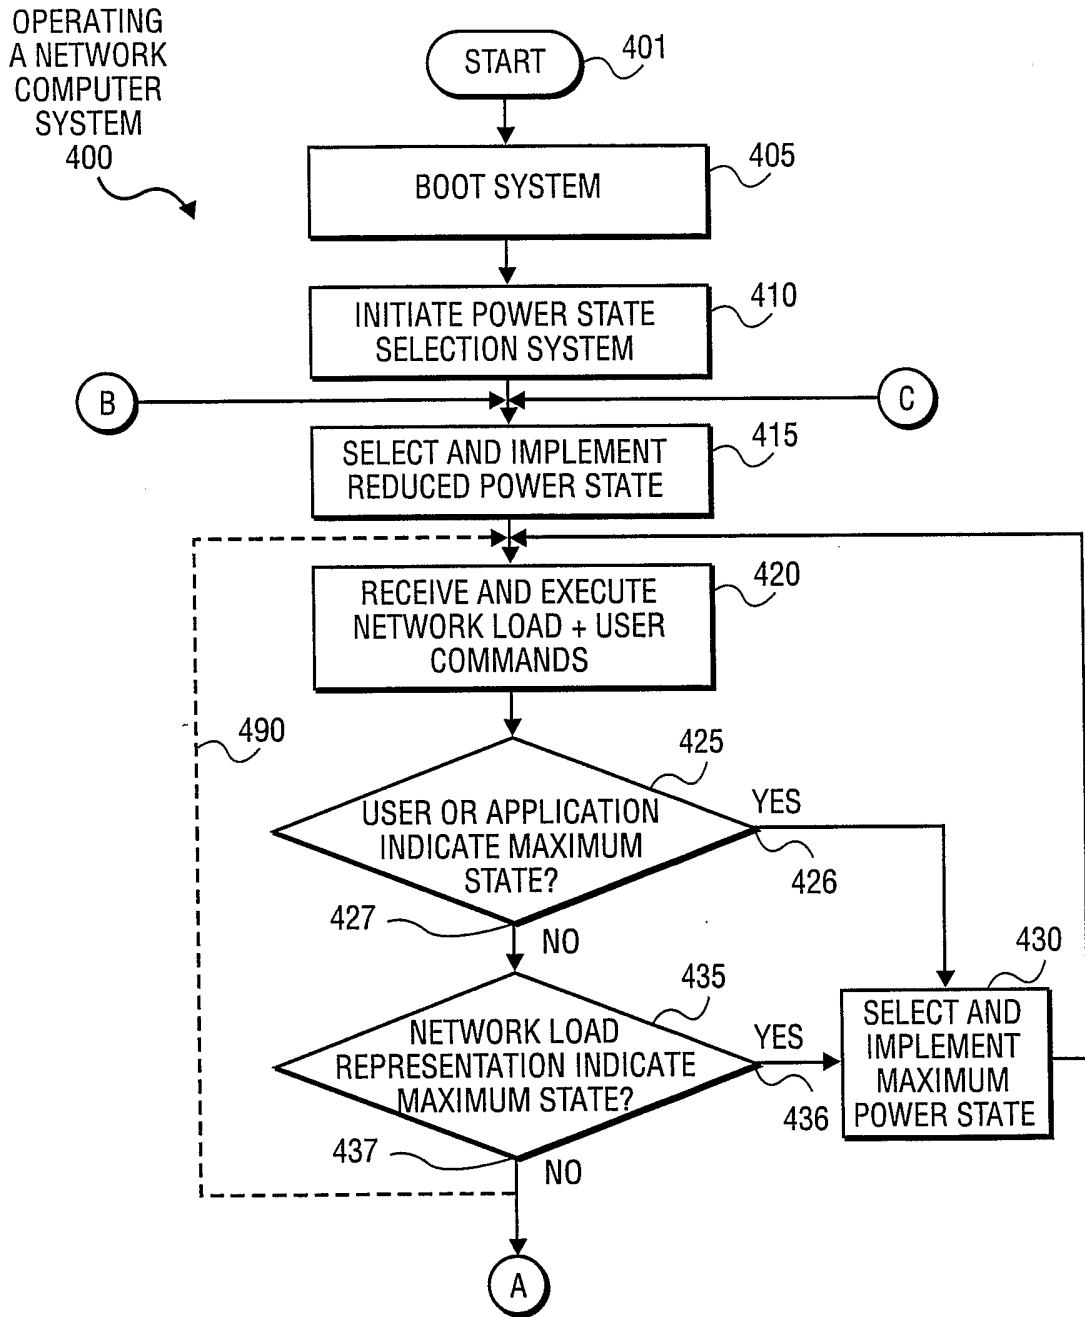 OPERATING
A NETWORK
COMPUTER
SYSTEM
400
START
401
BOOT SYSTEM
405
INITIATE POWER STATE
SELECTION SYSTEM
410
B
C
SELECT AND IMPLEMENT
REDUCED POWER STATE
415
RECEIVE AND EXECUTE
NETWORK LOAD + USER
COMMANDS
420
490
USER OR APPLICATION
INDICATE MAXIMUM
STATE?
425
YES
426
427
NO
NETWORK LOAD
REPRESENTATION INDICATE
MAXIMUM STATE?
435
YES
436
437
NO
SELECT AND
IMPLEMENT
MAXIMUM
POWER STATE
430
A